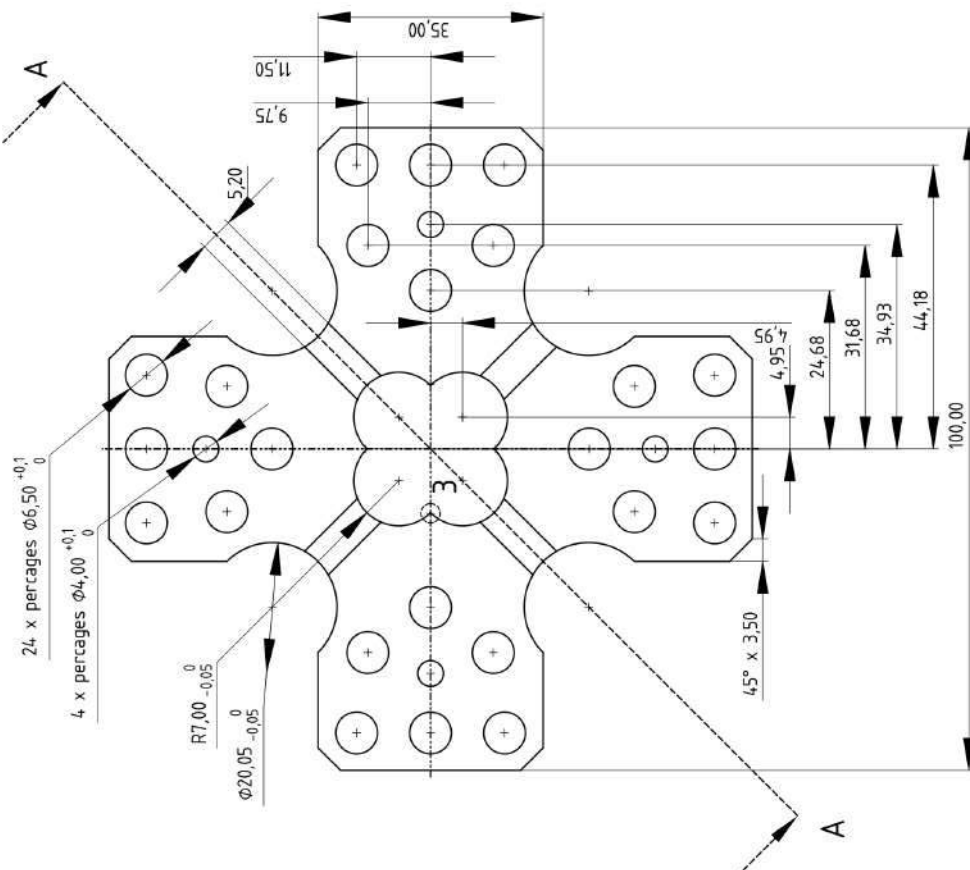 A
35,00
11,50
9,75
5,20
24 x percages Φ6,50 +0,1 0
4 x percages Φ4,00 +0,1 0
3
4,95
4,95
24,68
31,68
34,93
44,18
100,00
R7,00 0 -0,05
Φ20,05 0 -0,05
45° x 3,50
A